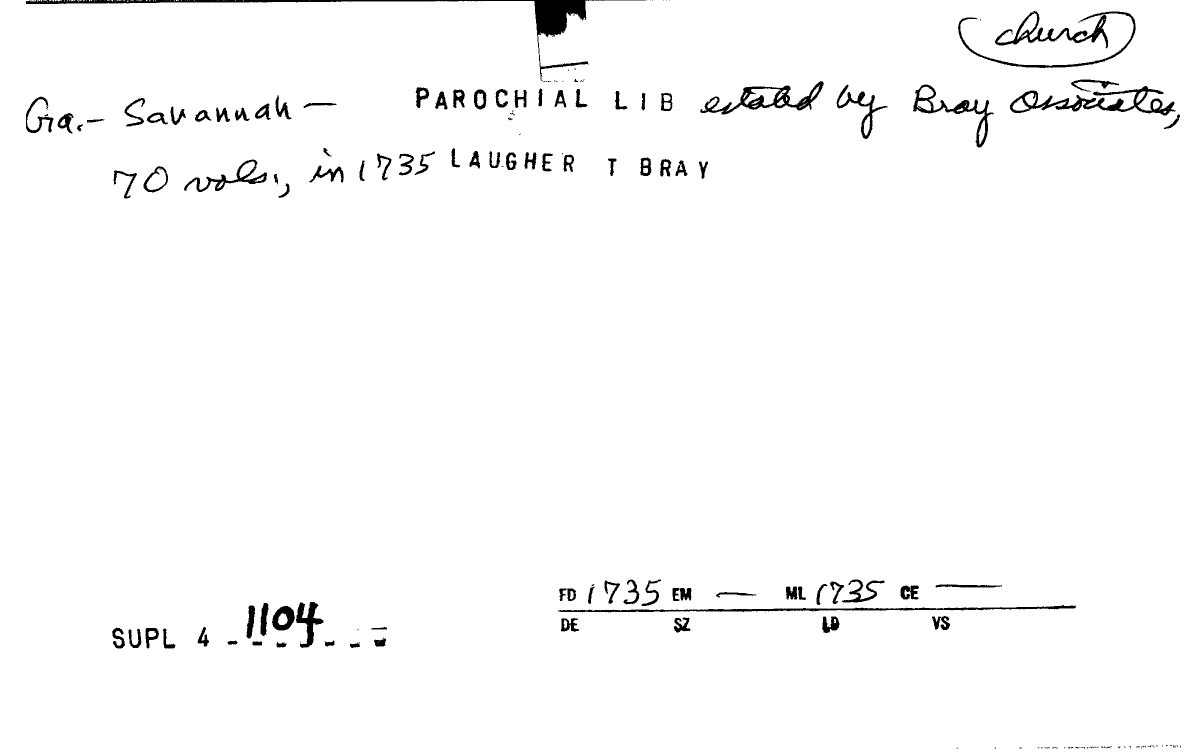 church
Ga. - Savannah - PAROCHIAL LIB estabd by Bray Associates,
70 vols., in 1735 LAUGHER T BRAY
FD 1735 EM — ML 1735 CE —
DE SZ LD VS
SUPL 4 - 1104 - - -